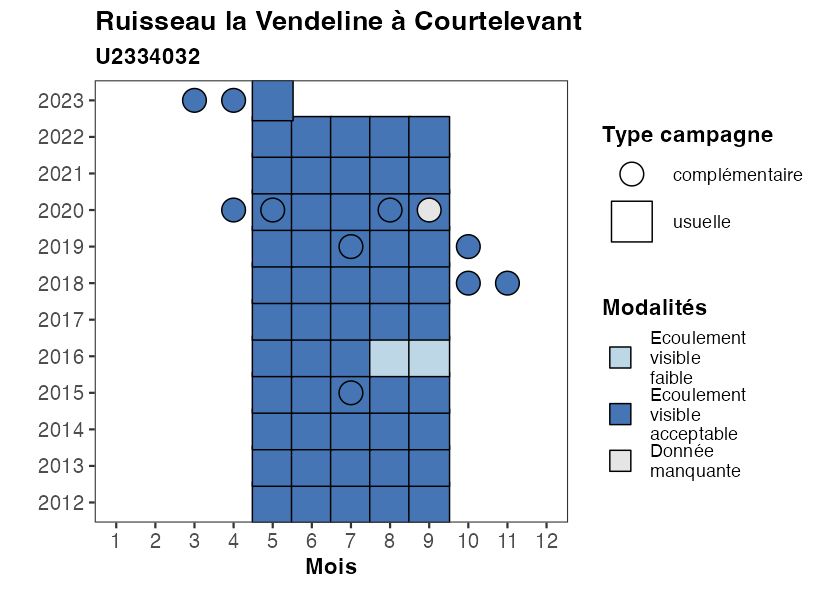 Ruisseau la Vendeline à Courtelevant
U2334032
2023
2022
2021
2020
2019
2018
2017
2016
2015
2014
2013
2012
1 2 3 4 5 6 7 8 9 10 11 12
Mois
Type campagne
complémentaire
usuelle
Modalités
Ecoulement
visible
faible
Ecoulement
visible
acceptable
Donnée
manquante